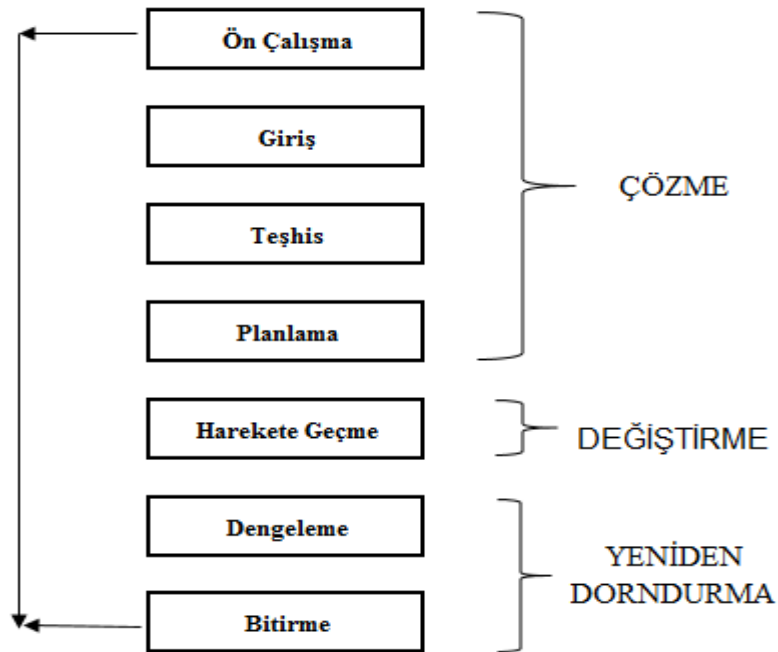 Ön Çalışma
Giriş
Teşhis
Planlama
ÇÖZME
Harekete Geçme
DEĞİŞTİRME
Dengeleme
Bitirme
YENİDEN
DORNDURMA